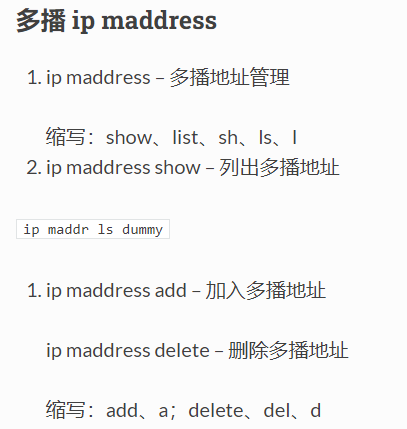 多播 ip maddress
1. ip maddress – 多播地址管理
缩写：show、list、sh、ls、l
2. ip maddress show – 列出多播地址
ip maddr ls dummy
1. ip maddress add – 加入多播地址
ip maddress delete – 删除多播地址
缩写：add、a；delete、del、d